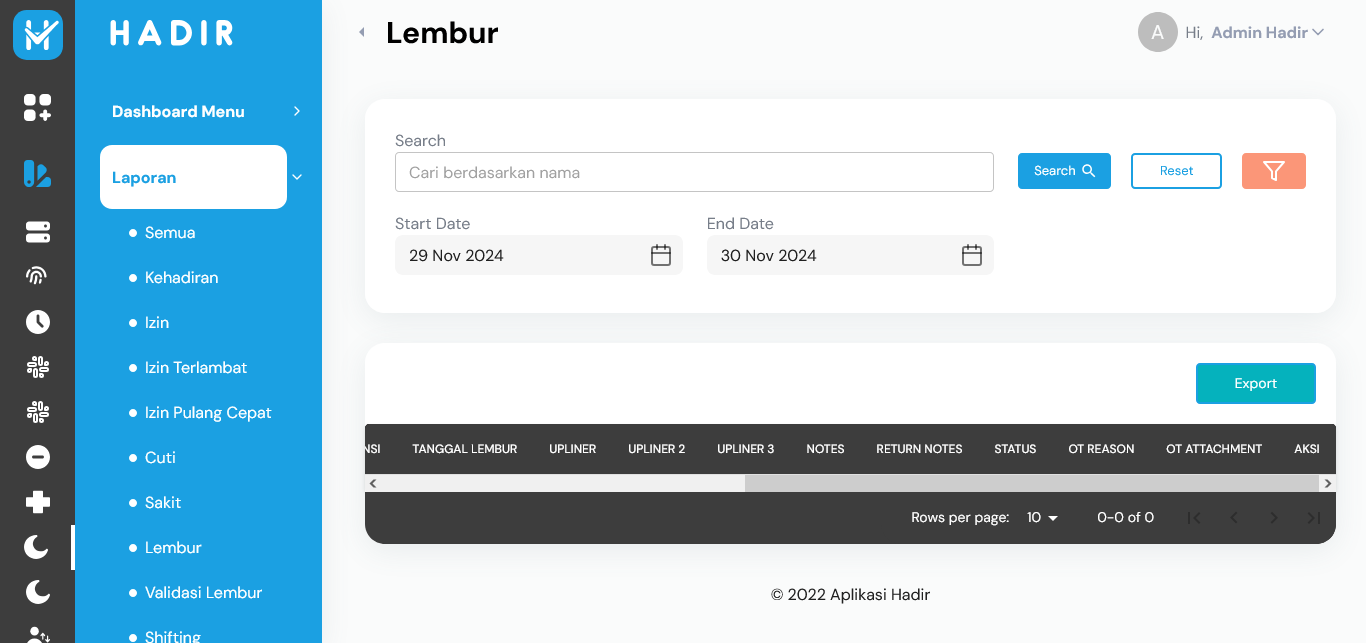 HADIR
Dashboard Menu
Laporan
Semua
Kehadiran
Izin
Izin Terlambat
Izin Pulang Cepat
Cuti
Sakit
Lembur
Validasi Lembur
Shifting
Lembur
A Hi, Admin Hadir
Search
Cari berdasarkan nama
Search Reset
Start Date End Date
29 Nov 2024 30 Nov 2024
Export
NSI TANGGAL LEMBUR UPLINER UPLINER 2 UPLINER 3 NOTES RETURN NOTES STATUS OT REASON OT ATTACHMENT AKSI
Rows per page: 10 0-0 of 0
© 2022 Aplikasi Hadir